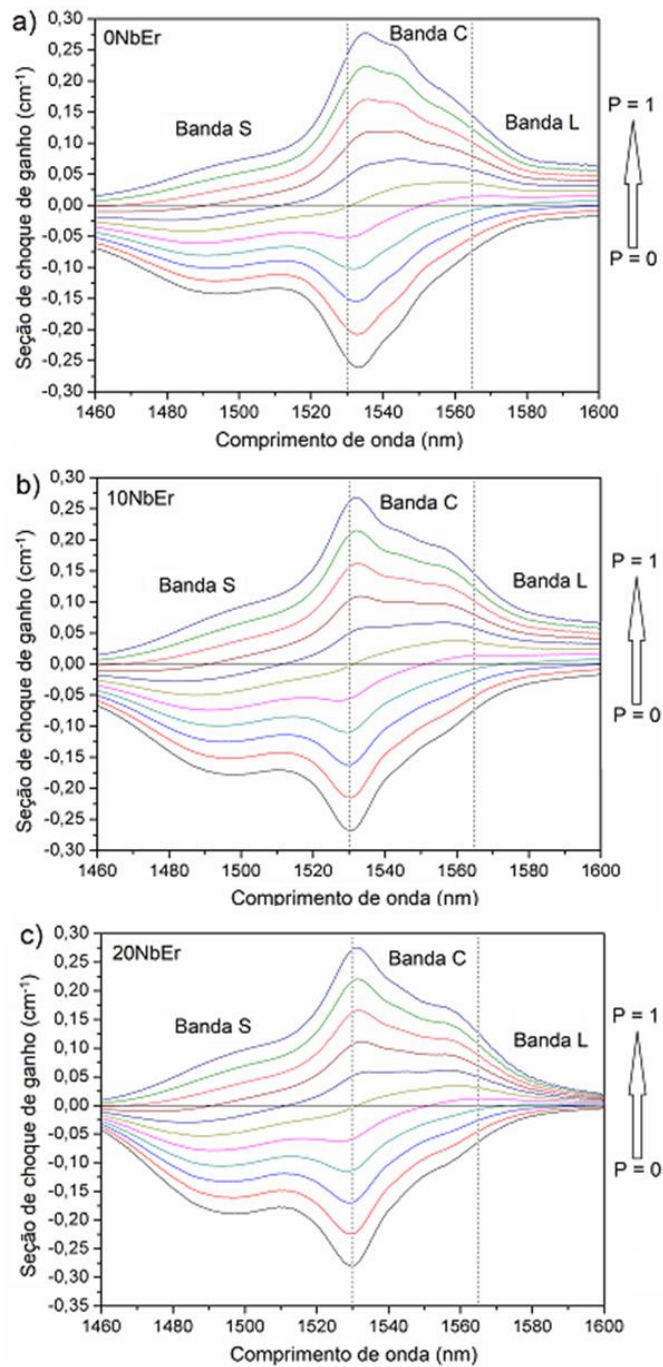 a)
0NbEr
Banda C
Banda S
Banda L
P = 1
P = 0
0,30
0,25
0,20
0,15
0,10
0,05
0,00
-0,05
-0,10
-0,15
-0,20
-0,25
-0,30
Seção de choque de ganho (cm-1)
1460 1480 1500 1520 1540 1560 1580 1600
Comprimento de onda (nm)
b)
10NbEr
Banda C
Banda S
Banda L
P = 1
P = 0
0,30
0,25
0,20
0,15
0,10
0,05
0,00
-0,05
-0,10
-0,15
-0,20
-0,25
-0,30
Seção de choque de ganho (cm-1)
1460 1480 1500 1520 1540 1560 1580 1600
Comprimento de onda (nm)
c)
20NbEr
Banda C
Banda S
Banda L
P = 1
P = 0
0,30
0,25
0,20
0,15
0,10
0,05
0,00
-0,05
-0,10
-0,15
-0,20
-0,25
-0,30
-0,35
Seção de choque de ganho (cm-1)
1460 1480 1500 1520 1540 1560 1580 1600
Comprimento de onda (nm)